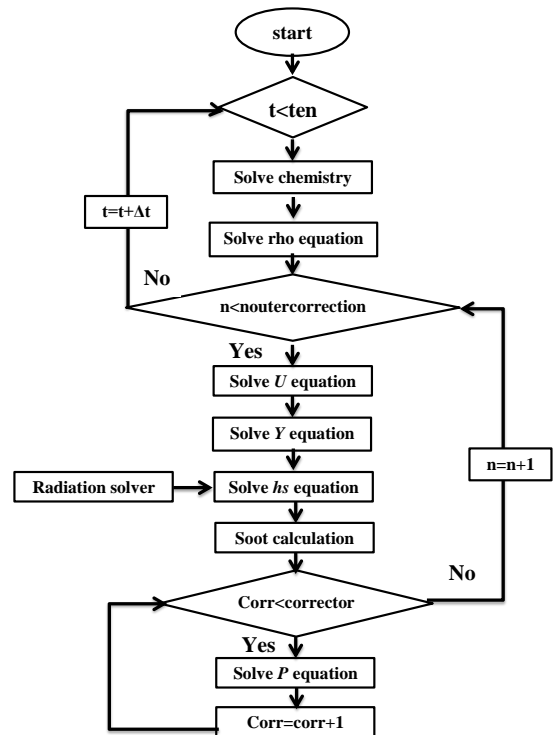 start
t<ten
Solve chemistry
t=t+Δt
Solve rho equation
No
n<noutercorrection
Yes
Solve U equation
Solve Y equation
n=n+1
Radiation solver
Solve hs equation
Soot calculation
No
Corr<corrector
Yes
Solve P equation
Corr=corr+1